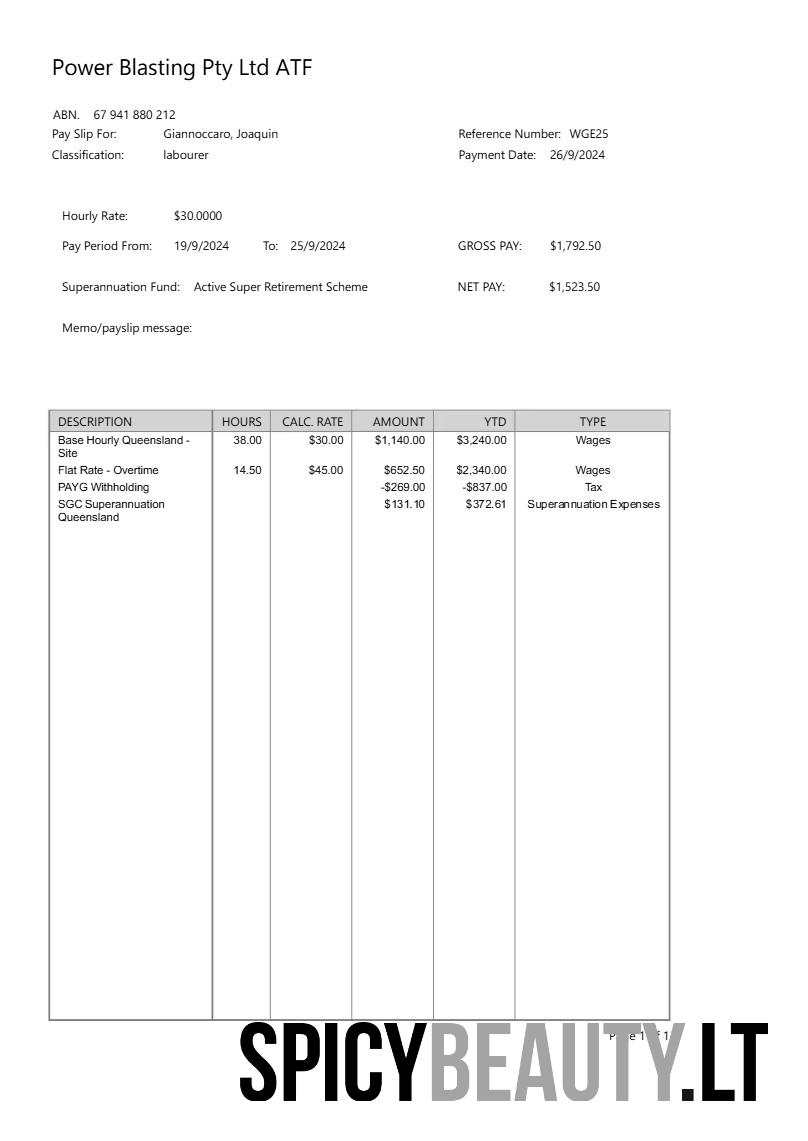 Power Blasting Pty Ltd ATF
ABN. 67 941 880 212
Pay Slip For: Giannoccaro, Joaquin Reference Number: WGE25
Classification: labourer Payment Date: 26/9/2024
Hourly Rate: $30.0000
Pay Period From: 19/9/2024 To: 25/9/2024 GROSS PAY: $1,792.50
Superannuation Fund: Active Super Retirement Scheme NET PAY: $1,523.50
Memo/payslip message:
DESCRIPTION HOURS CALC. RATE AMOUNT YTD TYPE
Base Hourly Queensland - 38.00 $30.00 $1,140.00 $3,240.00 Wages
Site
Flat Rate - Overtime 14.50 $45.00 $652.50 $2,340.00 Wages
PAYG Withholding -$269.00 -$837.00 Tax
SGC Superannuation $131.10 $372.61 Superannuation Expenses
Queensland
Page 1 of 1
SPICYBEAUTY.LT